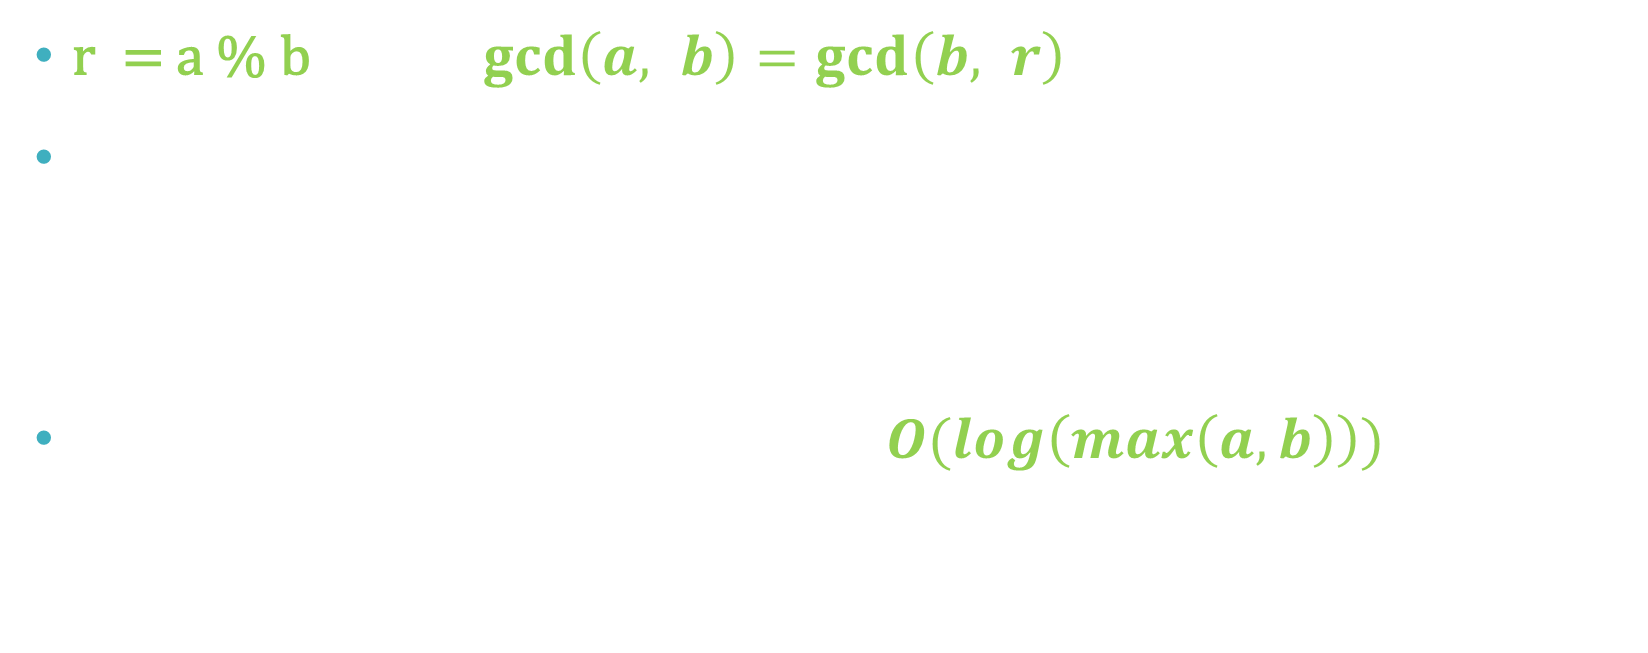 • r = a % b gcd(a, b) = gcd(b, r)
•
• O(log(max(a,b)))